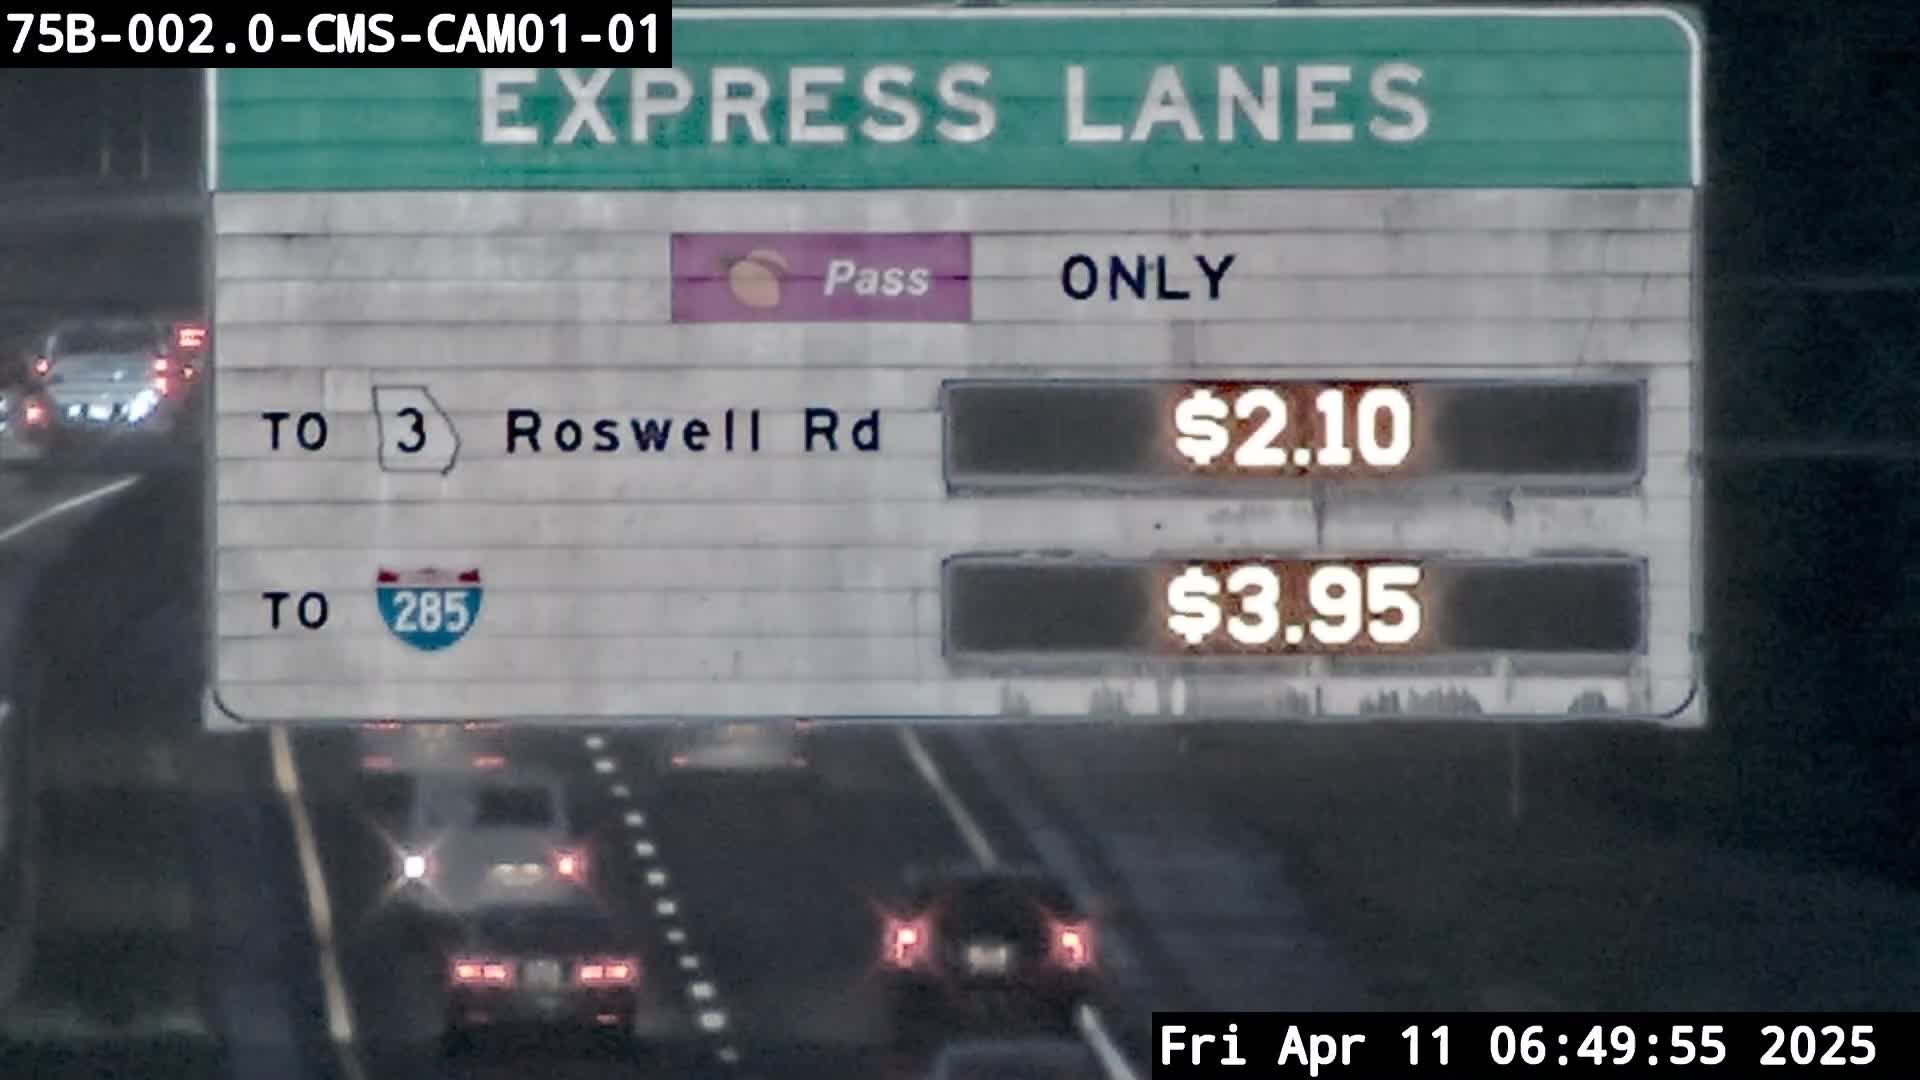 75B-002.0-CMS-CAM01-01
EXPRESS LANES
Pass ONLY
TO 3 Roswell Rd $2.10
TO 285 $3.95
Fri Apr 11 06:49:55 2025